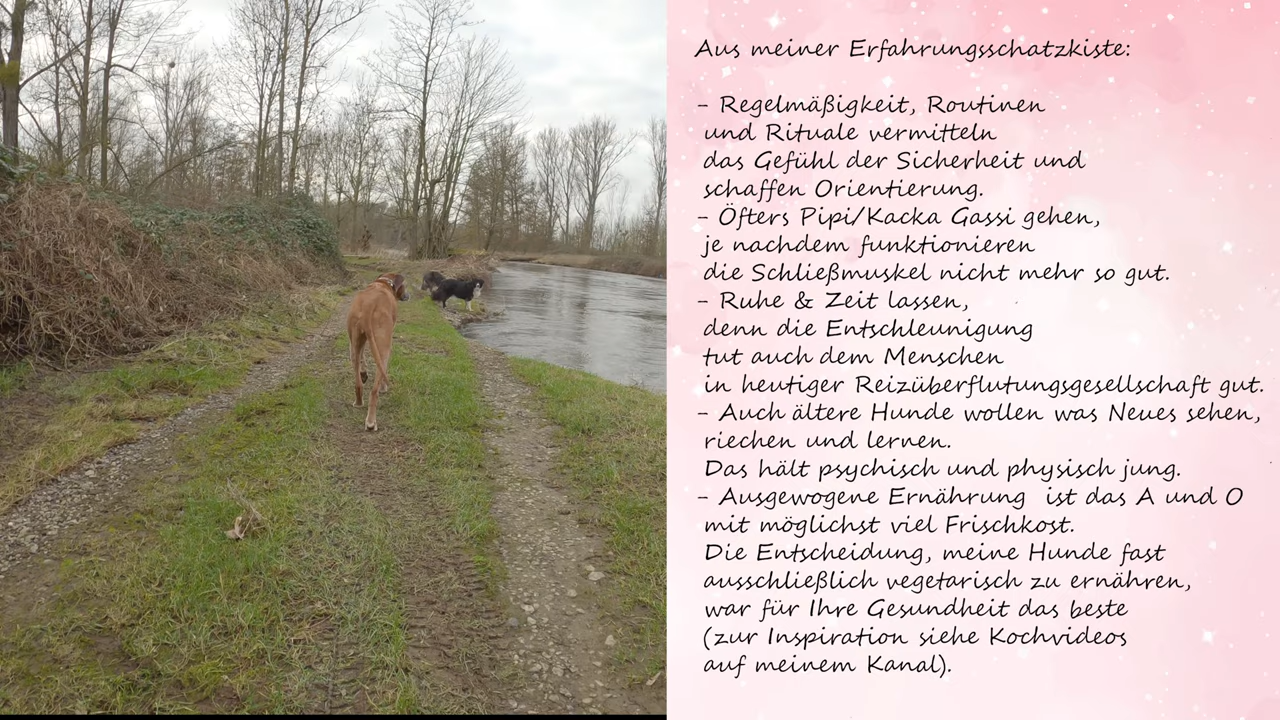 Aus meiner Erfahrungsschatzkiste:
- Regelmäßigkeit, Routinen
und Rituale vermitteln
das Gefühl der Sicherheit und
schaffen Orientierung.
- Öfters Pipi/Kacka Gassi gehen,
je nachdem funktionieren
die Schließmuskel nicht mehr so gut.
- Ruhe & Zeit lassen,
denn die Entschleunigung
tut auch dem Menschen
in heutiger Reizüberflutungsgesellschaft gut.
- Auch ältere Hunde wollen was Neues sehen,
riechen und lernen.
Das hält psychisch und physisch jung.
- Ausgewogene Ernährung ist das A und O
mit möglichst viel Frischkost.
Die Entscheidung, meine Hunde fast
ausschließlich vegetarisch zu ernähren,
war für Ihre Gesundheit das beste
(zur Inspiration siehe Kochvideos
auf meinem Kanal).